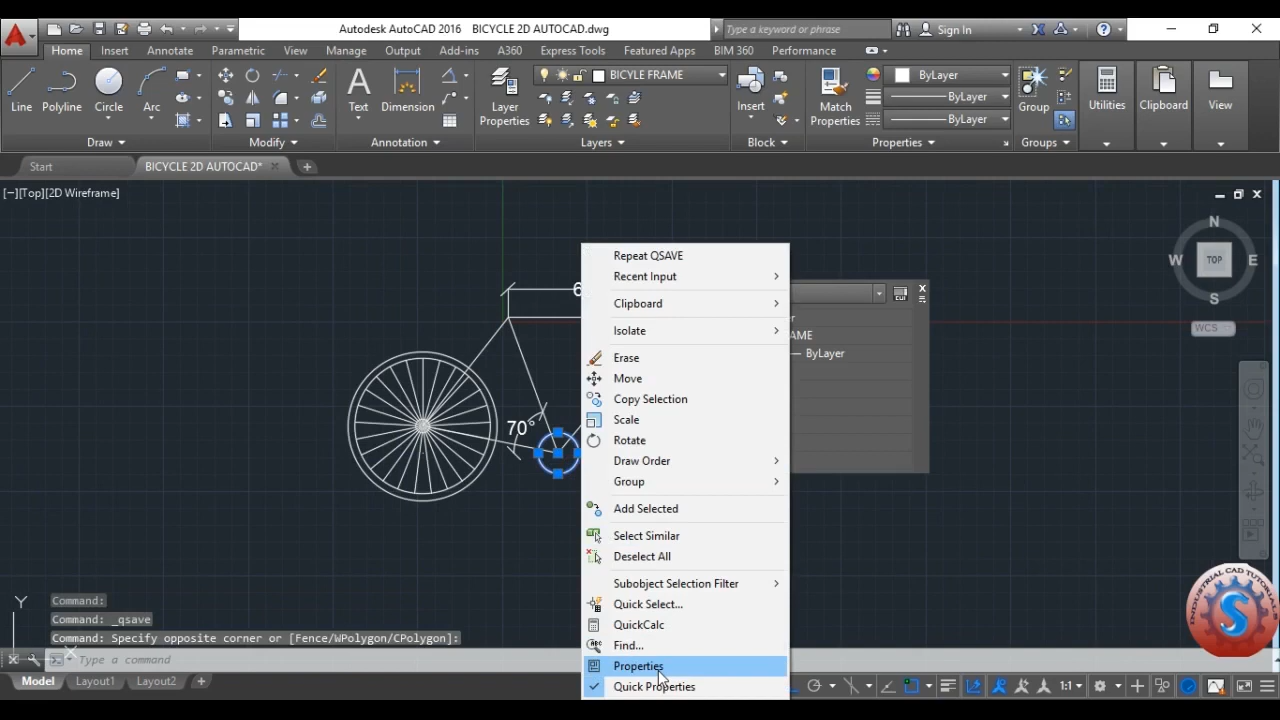 Autodesk AutoCAD 2016 BICYCLE 2D AUTOCAD.dwg
Type a keyword or phrase
Sign In
Home Insert Annotate Parametric View Manage Output Add-ins A360 Express Tools Featured Apps BIM 360 Performance
BICYLE FRAME
ByLayer
ByLayer
ByLayer
Line Polyline Circle Arc
Text Dimension
Layer Properties
Insert
Match Properties
Group
Utilities
Clipboard
View
Draw Modify Annotation Layers Block Properties Groups
Start BICYCLE 2D AUTOCAD*
[−][Top][2D Wireframe]
N
W TOP E
S
WCS
6
70°
AME
ByLayer
Repeat QSAVE
Recent Input
Clipboard
Isolate
Erase
Move
Copy Selection
Scale
Rotate
Draw Order
Group
Add Selected
Select Similar
Deselect All
Subobject Selection Filter
Quick Select...
QuickCalc
Find...
Properties
Quick Properties
Y
X
Command:
Command: _qsave
Command: Specify opposite corner or [Fence/WPolygon/CPolygon]:
Type a command
Model Layout1 Layout2
1:1
INDUSTRIAL CAD TUTORIALS
S